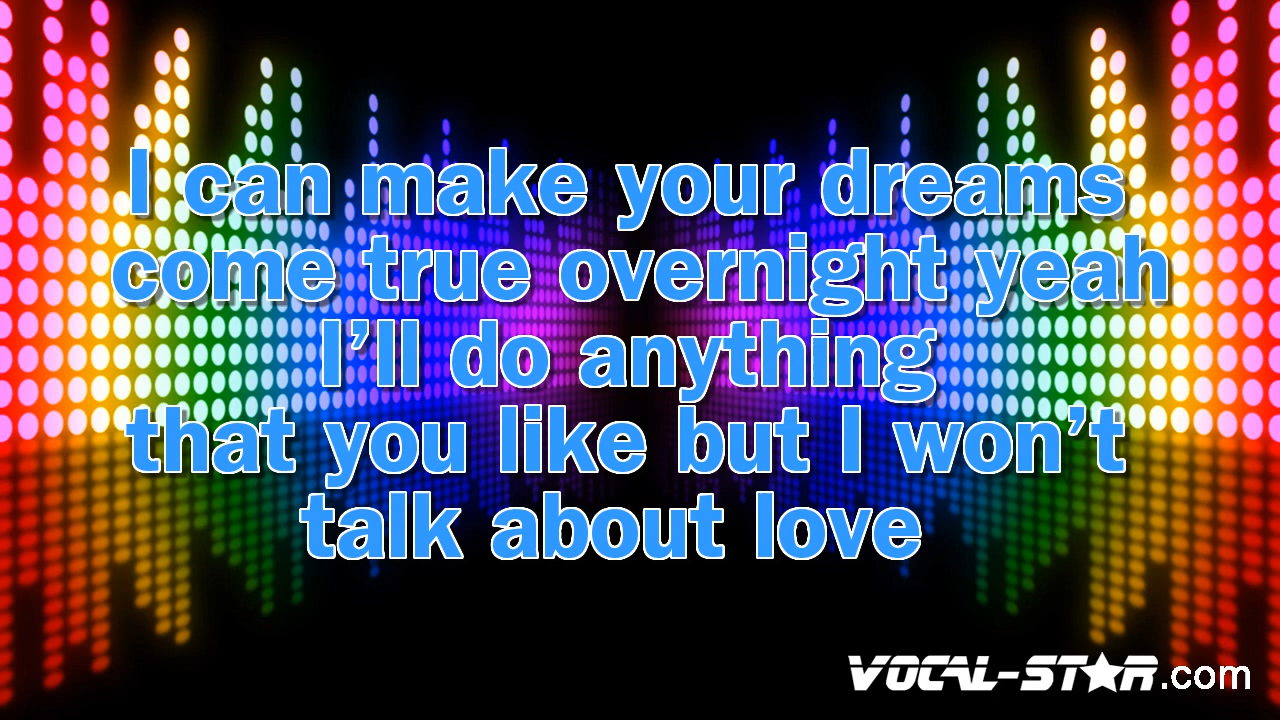 I can make your dreams
come true overnight yeah
I’ll do anything
that you like but I won’t
talk about love
VOCAL-STAR.com